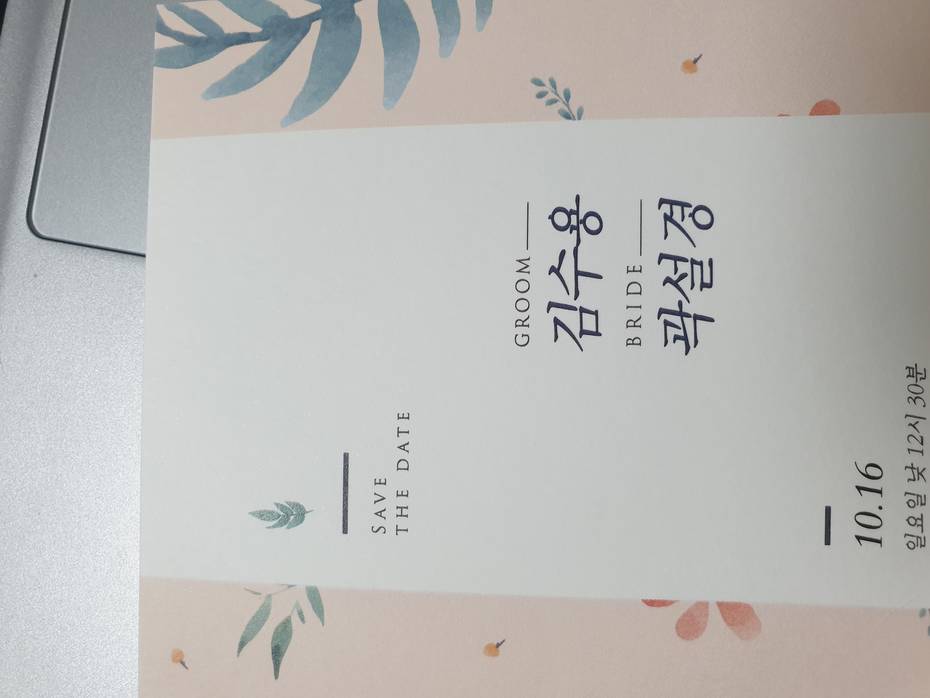 SAVE
THE DATE
GROOM
김수용
BRIDE
곽설경
10.16
일요일 낮 12시 30분